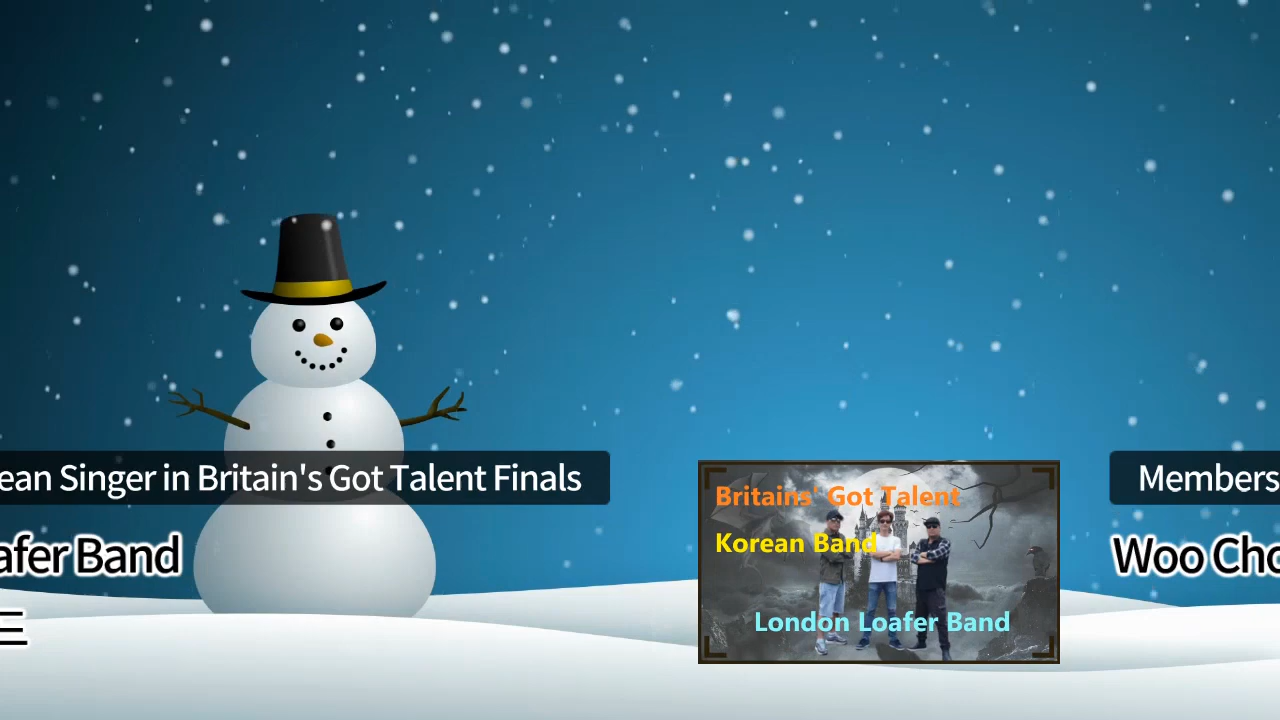 ean Singer in Britain's Got Talent Finals
afer Band
드
Britains' Got Talent
Korean Band
London Loafer Band
Members
Woo Cho